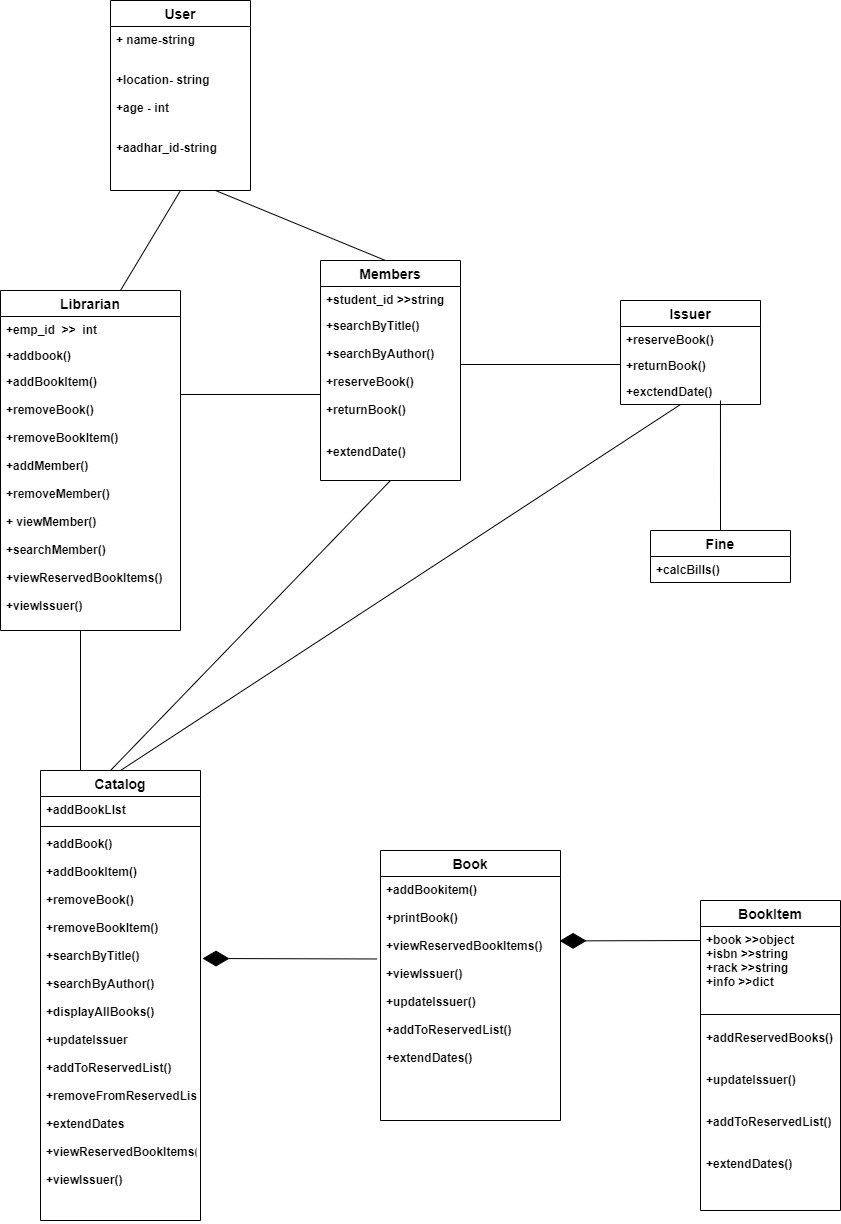 User
+ name-string
+location- string
+age - int
+aadhar_id-string
Members
+student_id >>string
+searchByTitle()
+searchByAuthor()
+reserveBook()
+returnBook()
+extendDate()
Librarian
+emp_id >> int
+addbook()
+addBookItem()
+removeBook()
+removeBookItem()
+addMember()
+removeMember()
+ viewMember()
+searchMember()
+viewReservedBookItems()
+viewIssuer()
Issuer
+reserveBook()
+returnBook()
+exctendDate()
Fine
+calcBills()
Catalog
+addBookLIst
+addBook()
+addBookItem()
+removeBook()
+removeBookItem()
+searchByTitle()
+searchByAuthor()
+displayAllBooks()
+updateIssuer
+addToReservedList()
+removeFromReservedLis
+extendDates
+viewReservedBookItems(
+viewIssuer()
Book
+addBookitem()
+printBook()
+viewReservedBookItems()
+viewIssuer()
+updateIssuer()
+addToReservedList()
+extendDates()
BookItem
+book >>object
+isbn >>string
+rack >>string
+info >>dict
+addReservedBooks()
+updateIssuer()
+addToReservedList()
+extendDates()